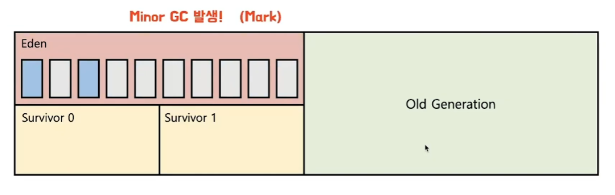 Minor GC 발생! (Mark)
Eden
Survivor 0
Survivor 1
Old Generation